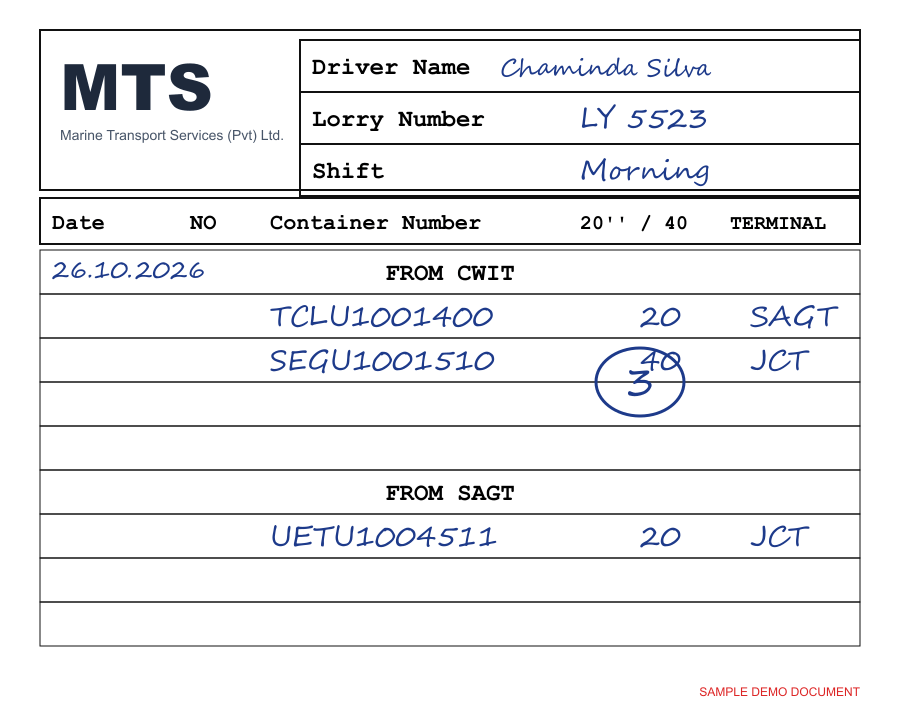 MTS
Marine Transport Services (Pvt) Ltd.
Driver Name Chaminda Silva
Lorry Number LY 5523
Shift Morning
Date NO Container Number 20'' / 40 TERMINAL
26.10.2026 FROM CWIT
TCLU1001400 20 SAGT
SEGU1001510 40 JCT
3
FROM SAGT
UETU1004511 20 JCT
SAMPLE DEMO DOCUMENT